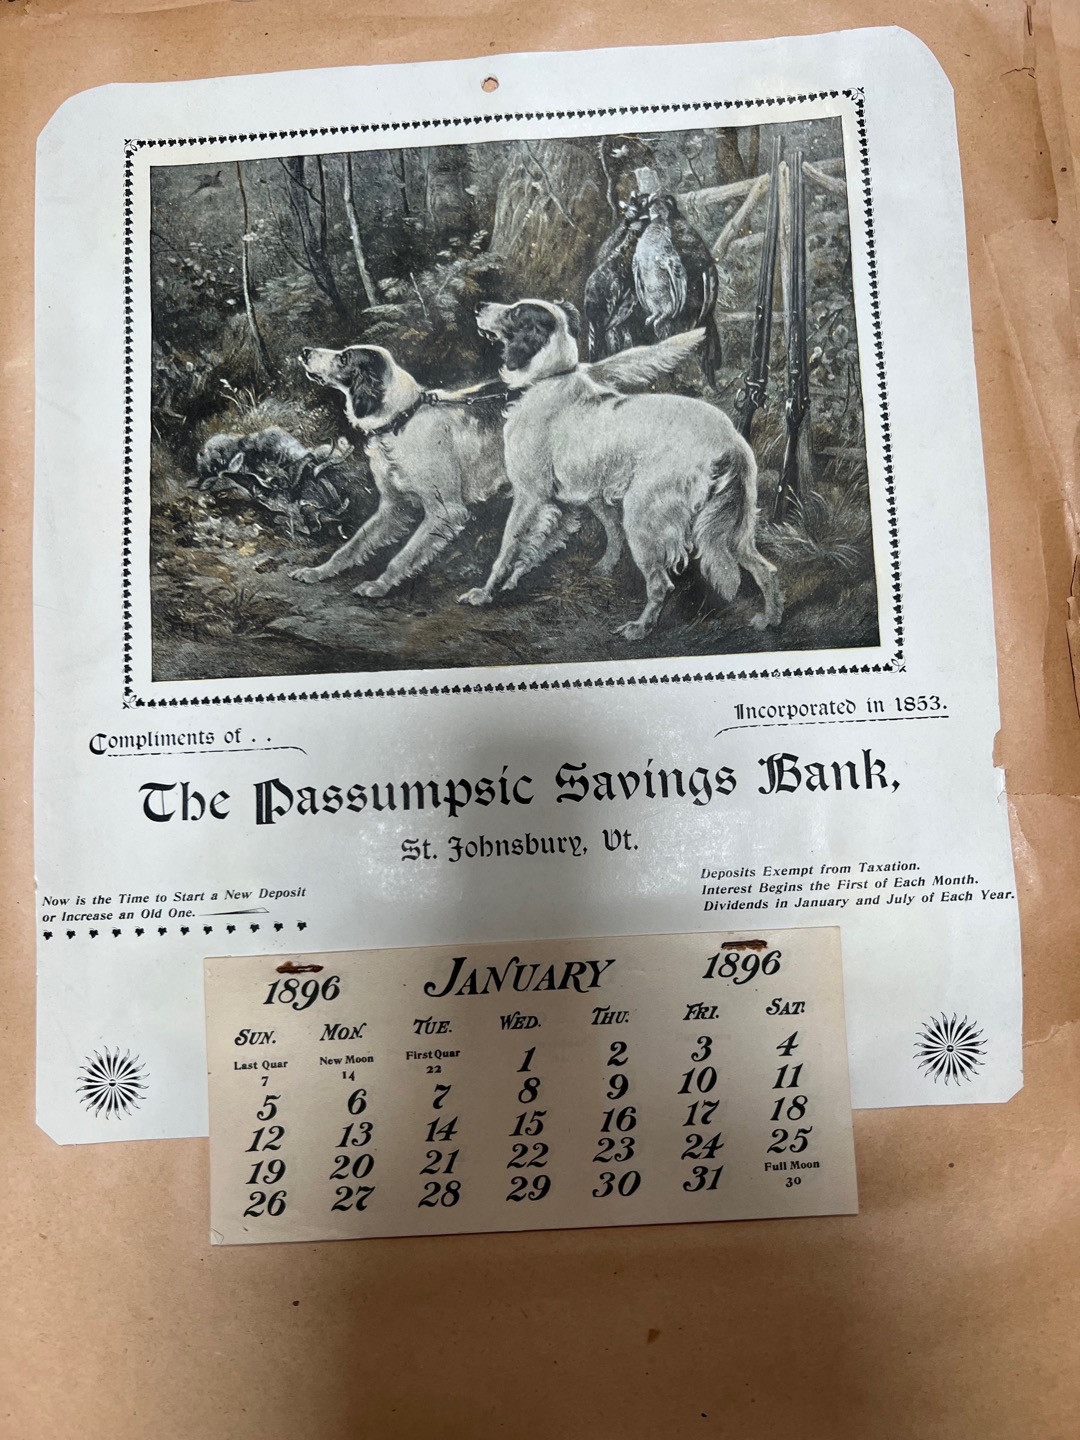 Compliments of . .
Incorporated in 1853.
The Passumpsic Savings Bank,
St. Johnsbury, Vt.
Now is the Time to Start a New Deposit
or Increase an Old One.
Deposits Exempt from Taxation.
Interest Begins the First of Each Month.
Dividends in January and July of Each Year.
1896 JANUARY 1896
SUN. MON. TUE. WED. THU. FRI. SAT.
Last Quar 7 New Moon 14 First Quar 22 1 2 3 4
5 6 7 8 9 10 11
12 13 14 15 16 17 18
19 20 21 22 23 24 25
26 27 28 29 30 31 Full Moon 30